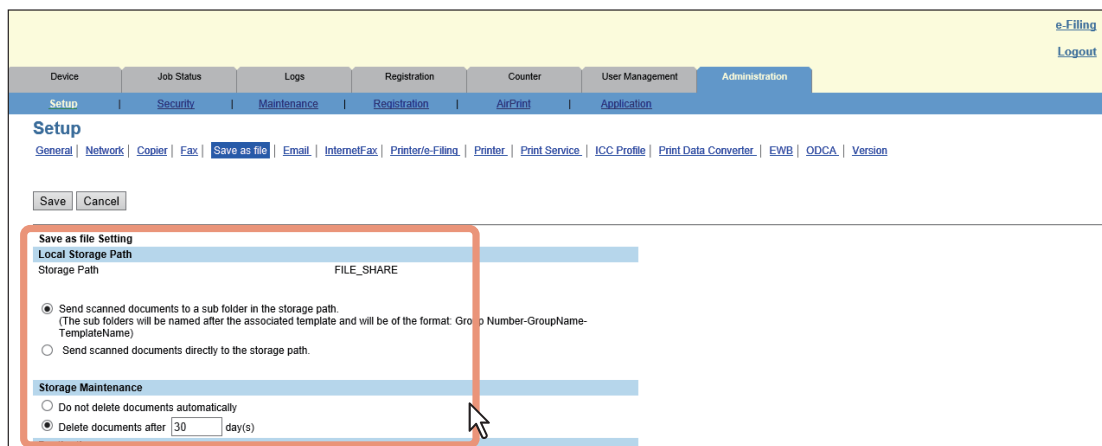 e-Filing
Logout
Device Job Status Logs Registration Counter User Management Administration
Setup | Security | Maintenance | Registration | AirPrint | Application
Setup
General | Network | Copier | Fax | Save as file | Email | InternetFax | Printer/e-Filing | Printer | Print Service | ICC Profile | Print Data Converter | EWB | ODCA | Version
Save Cancel
Save as file Setting
Local Storage Path
Storage Path FILE_SHARE
Send scanned documents to a sub folder in the storage path.
(The sub folders will be named after the associated template and will be of the format: Group Number-GroupName-
TemplateName)
Send scanned documents directly to the storage path.
Storage Maintenance
Do not delete documents automatically
Delete documents after 30 day(s)